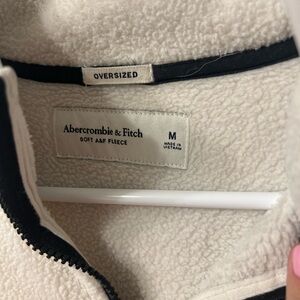 OVERSIZED
Abercrombie & Fitch
SOFT A&F FLEECE
M
MADE IN
VIETNAM